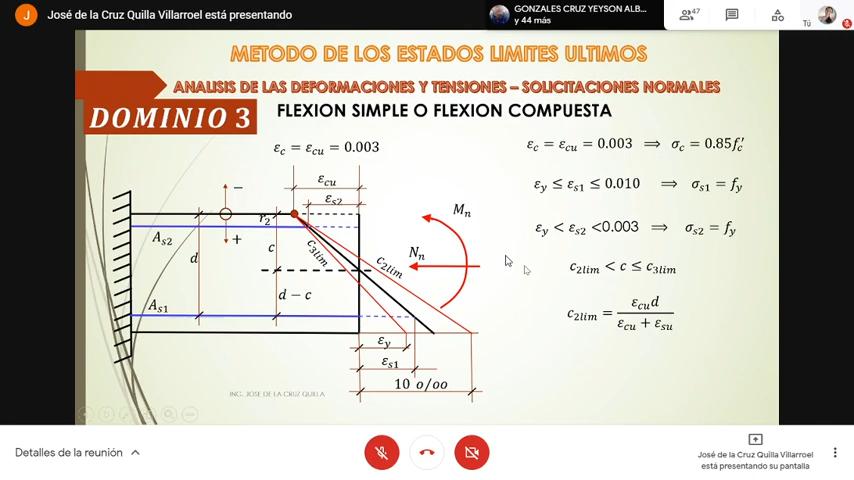 J
José de la Cruz Quilla Villarroel está presentando
GONZALES CRUZ YEYSON ALB...
y 44 más
47
Tú
METODO DE LOS ESTADOS LIMITES ULTIMOS
ANALISIS DE LAS DEFORMACIONES Y TENSIONES – SOLICITACIONES NORMALES
DOMINIO 3
FLEXION SIMPLE O FLEXION COMPUESTA
εc = εcu = 0.003
εc = εcu = 0.003 ⟹ σc = 0.85f'c
εcu
εy ≤ εs1 ≤ 0.010 ⟹ σs1 = fy
−
εs2
r2
Mn
+
As2
εy < εs2 <0.003 ⟹ σs2 = fy
c3lim
c
d
Nn
c2lim
c2lim < c ≤ c3lim
As1
d − c
c2lim = εcu d / εcu + εsu
εy
εs1
10 o/oo
ING. JOSE DE LA CRUZ QUILLA
Detalles de la reunión
José de la Cruz Quilla Villarroel
está presentando su pantalla